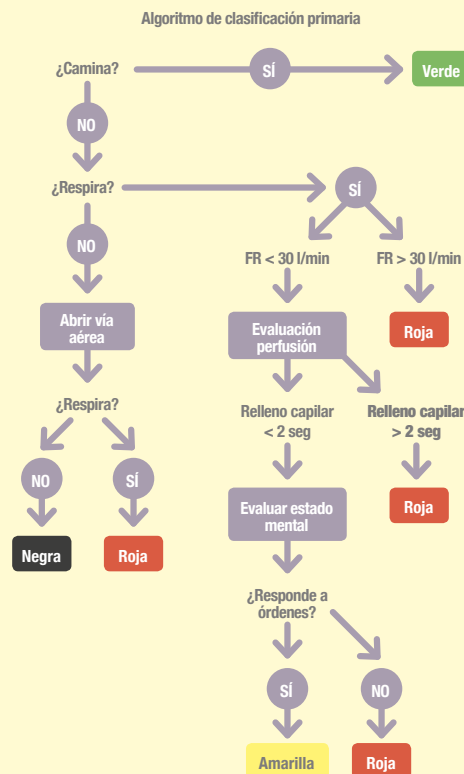 Algoritmo de clasificación primaria
¿Camina?
SÍ
Verde
NO
¿Respira?
SÍ
NO
FR < 30 l/min
FR > 30 l/min
Abrir vía
aérea
Evaluación
perfusión
Roja
¿Respira?
Relleno capilar
< 2 seg
Relleno capilar
> 2 seg
NO
SÍ
Evaluar estado
mental
Roja
Negra
Roja
¿Responde a
órdenes?
SÍ
NO
Amarilla
Roja